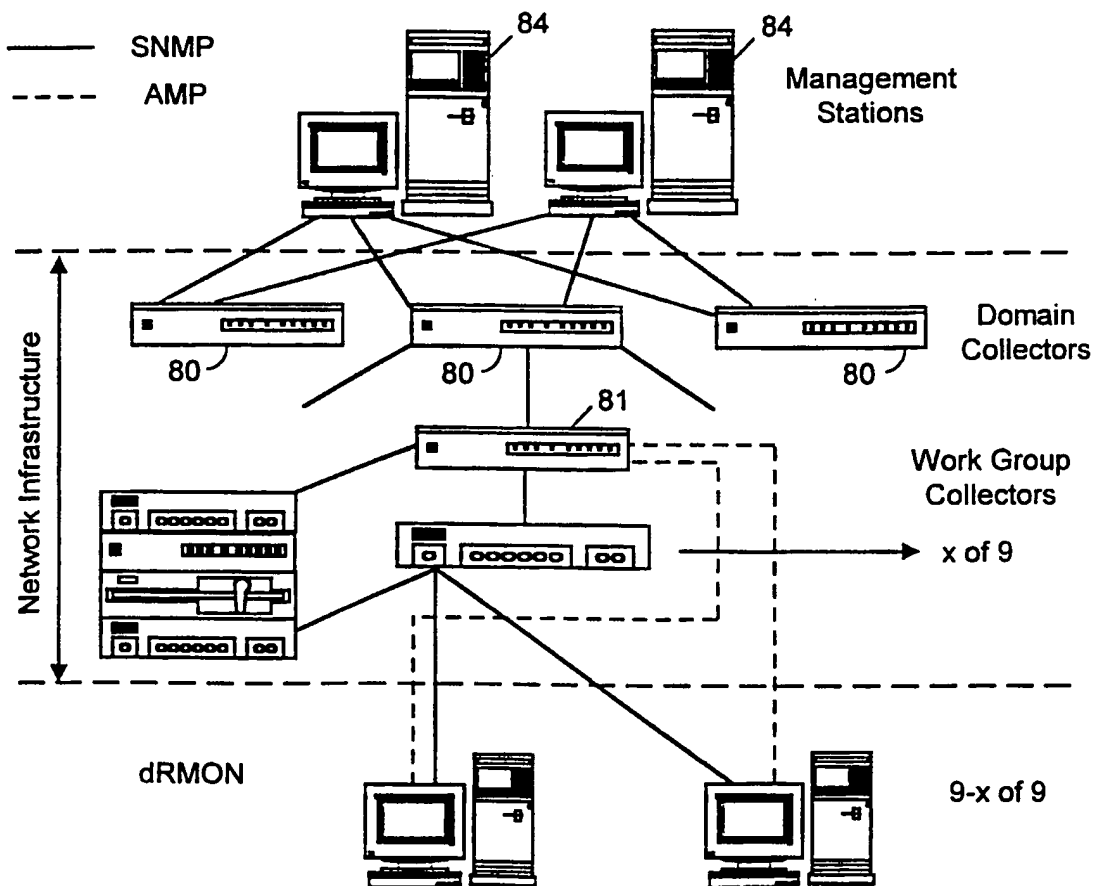 SNMP
AMP
84
84
Management
Stations
Network Infrastructure
80
80
80
Domain
Collectors
81
Work Group
Collectors
x of 9
dRMON
9-x of 9